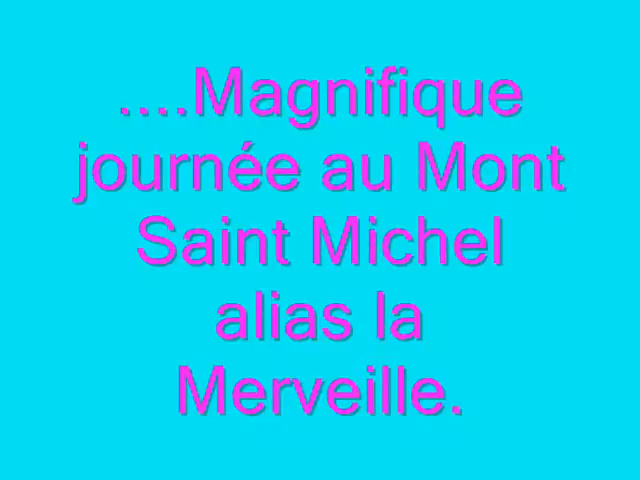 ....Magnifique
journée au Mont
Saint Michel
alias la
Merveille.